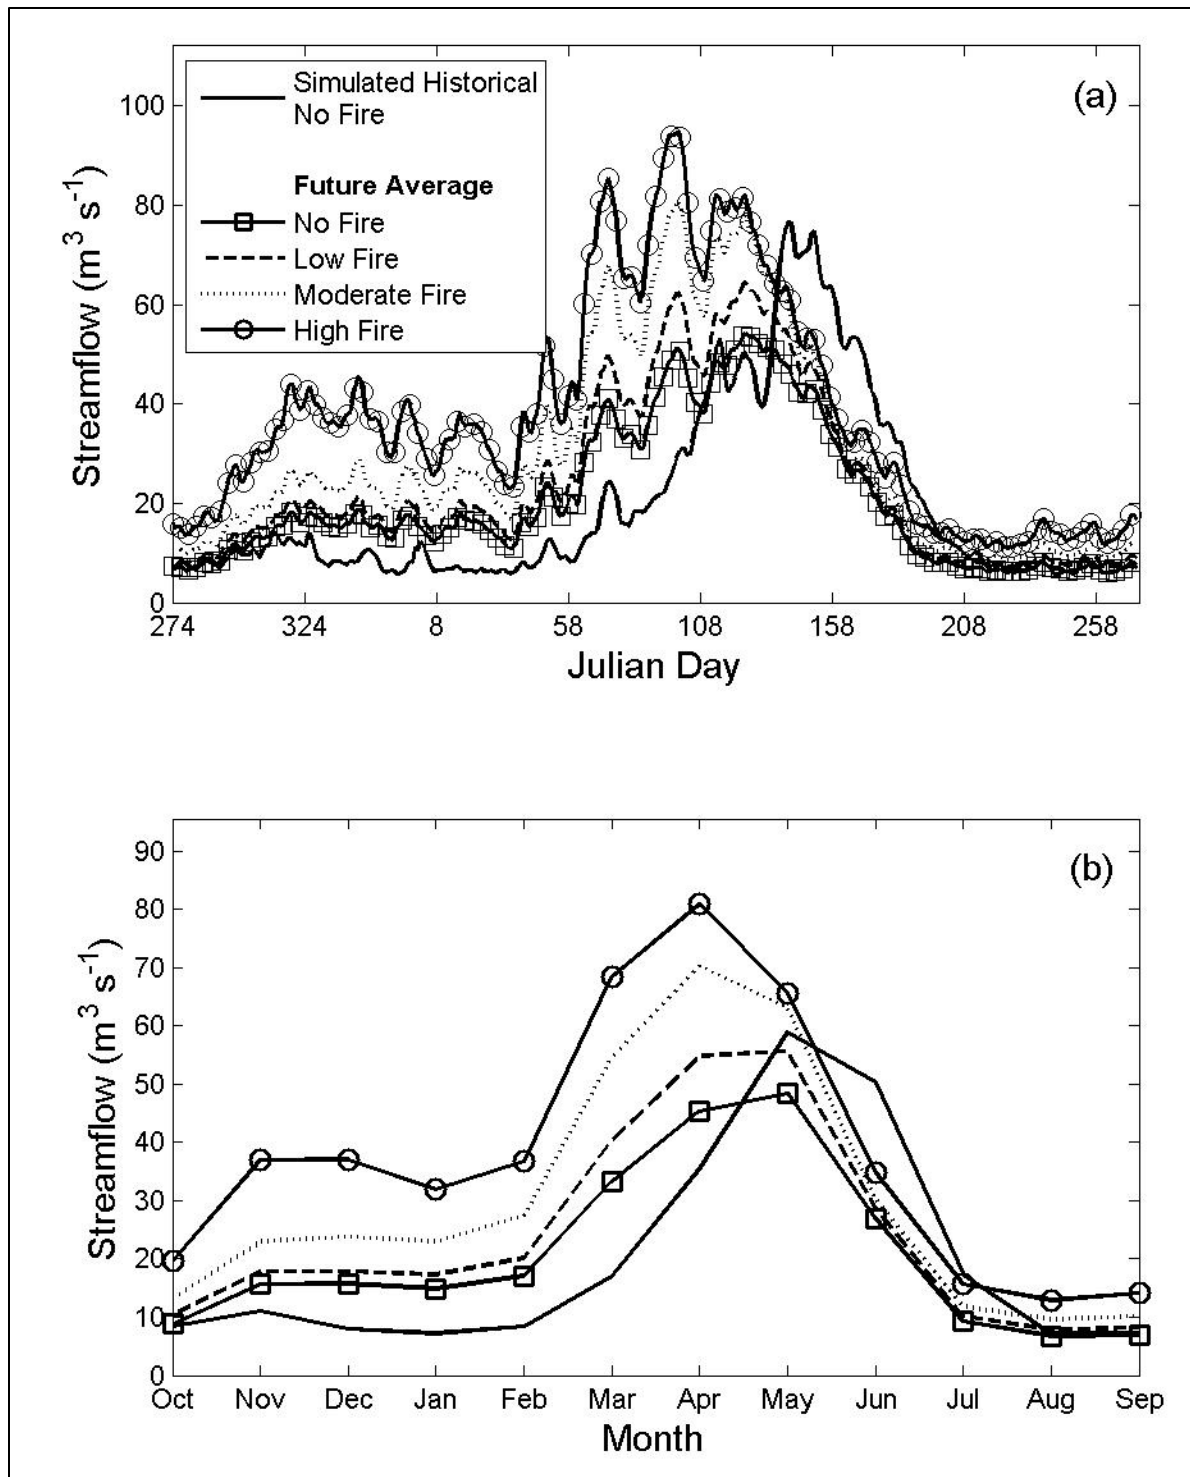 Simulated Historical
No Fire
Future Average
No Fire
Low Fire
Moderate Fire
High Fire
(a)
100
80
60
40
20
0
Streamflow (m³ s⁻¹)
274 324 8 58 108 158 208 258
Julian Day
(b)
90
80
70
60
50
40
30
20
10
0
Streamflow (m³ s⁻¹)
Oct Nov Dec Jan Feb Mar Apr May Jun Jul Aug Sep
Month